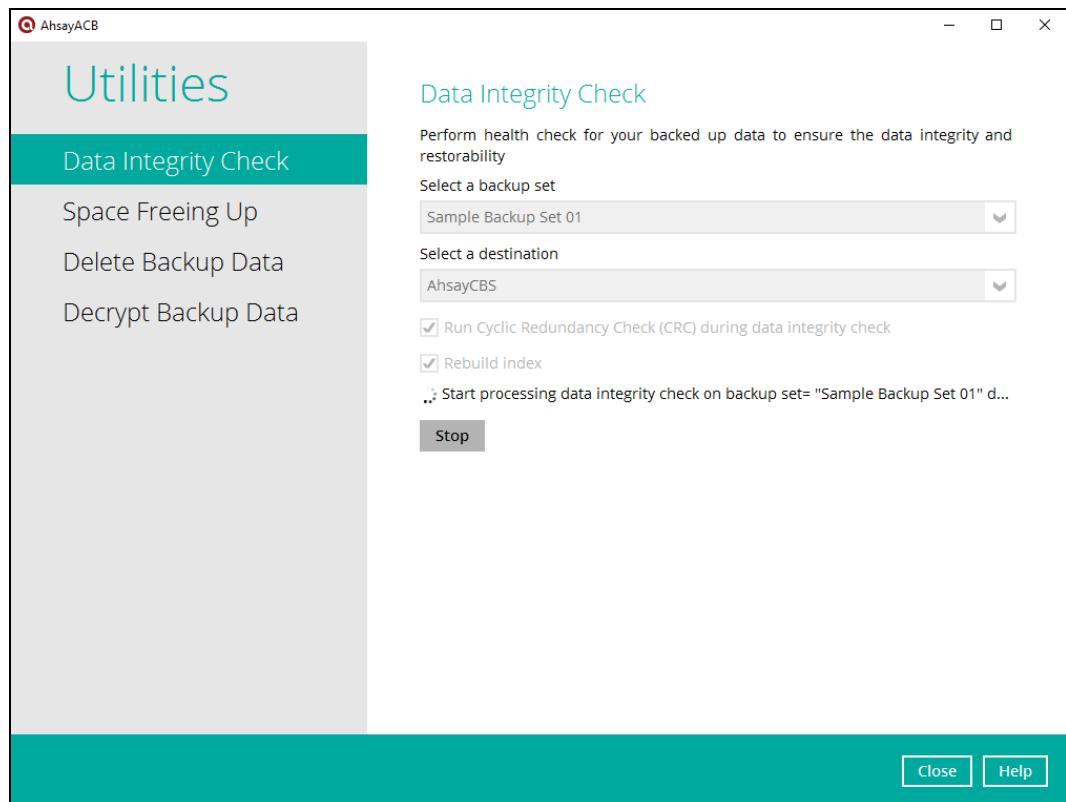 AhsayACB
Utilities
Data Integrity Check
Space Freeing Up
Delete Backup Data
Decrypt Backup Data
Data Integrity Check
Perform health check for your backed up data to ensure the data integrity and
restorability
Select a backup set
Sample Backup Set 01
Select a destination
AhsayCBS
Run Cyclic Redundancy Check (CRC) during data integrity check
Rebuild index
Start processing data integrity check on backup set= "Sample Backup Set 01" d...
Stop
Close
Help